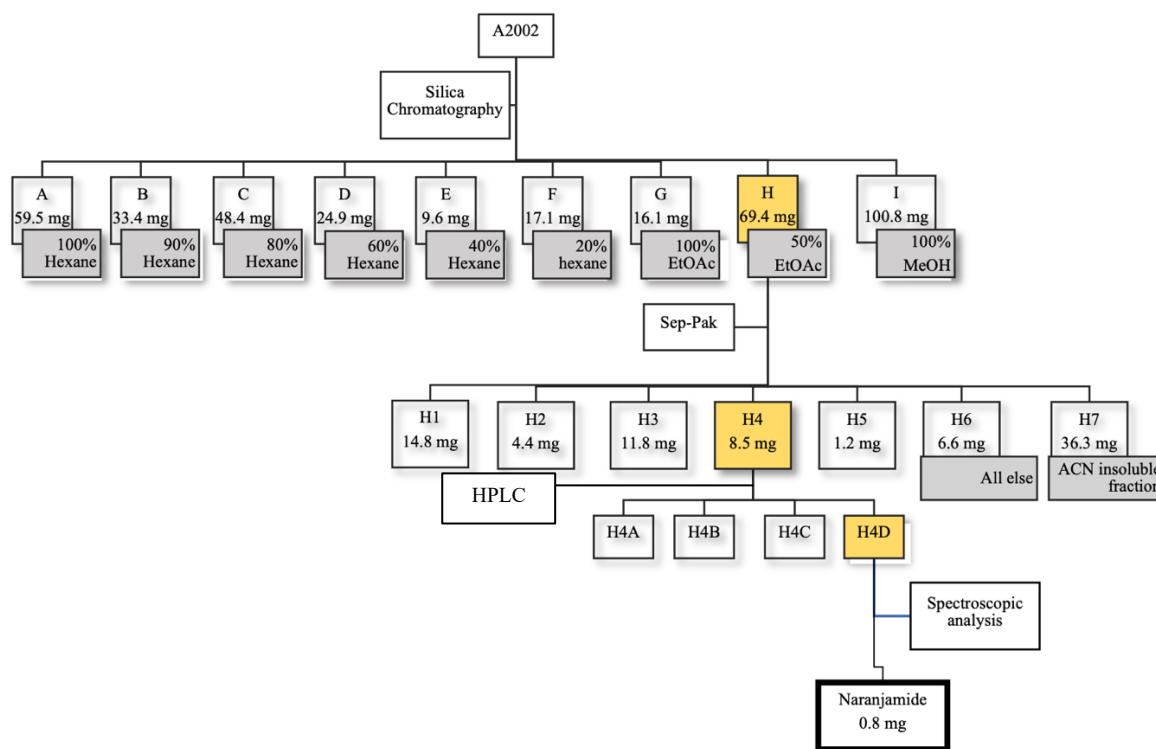 A2002
Silica
Chromatography
A
59.5 mg
100%
Hexane
B
33.4 mg
90%
Hexane
C
48.4 mg
80%
Hexane
D
24.9 mg
60%
Hexane
E
9.6 mg
40%
Hexane
F
17.1 mg
20%
hexane
G
16.1 mg
100%
EtOAc
H
69.4 mg
50%
EtOAc
I
100.8 mg
100%
MeOH
Sep-Pak
H1
14.8 mg
H2
4.4 mg
H3
11.8 mg
H4
8.5 mg
H5
1.2 mg
H6
6.6 mg
All else
H7
36.3 mg
ACN insoluble
fraction
HPLC
H4A
H4B
H4C
H4D
Spectroscopic
analysis
Naranjamide
0.8 mg